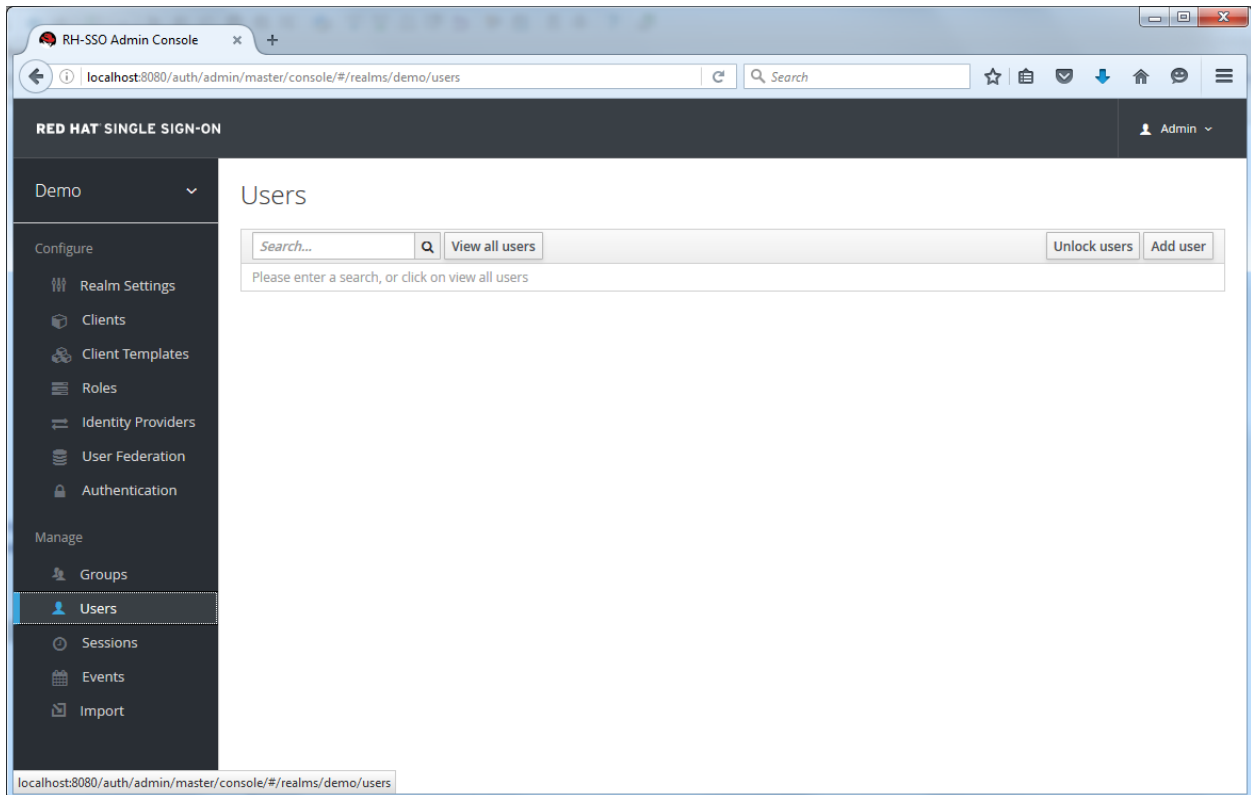 RH-SSO Admin Console
localhost:8080/auth/admin/master/console/#/realms/demo/users
Search
RED HAT SINGLE SIGN-ON
Admin
Demo
Users
Search...
View all users
Unlock users
Add user
Please enter a search, or click on view all users
Configure
Realm Settings
Clients
Client Templates
Roles
Identity Providers
User Federation
Authentication
Manage
Groups
Users
Sessions
Events
Import
localhost:8080/auth/admin/master/console/#/realms/demo/users